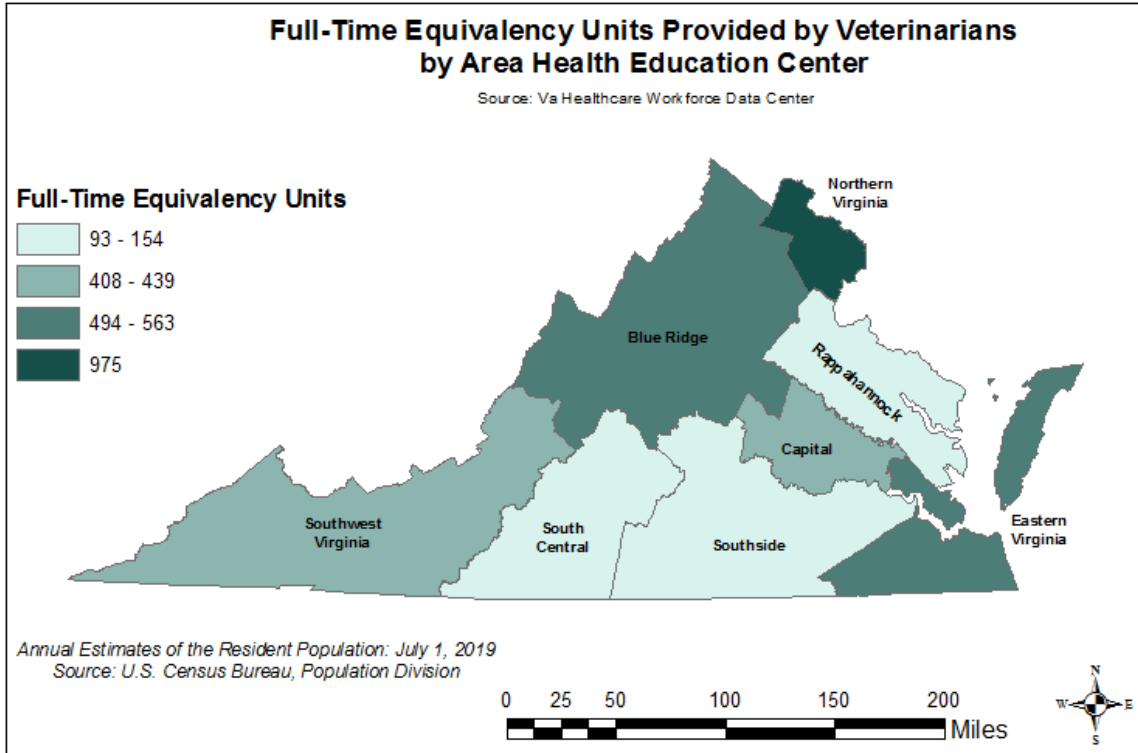 Full-Time Equivalency Units Provided by Veterinarians
by Area Health Education Center
Source: Va Healthcare Workforce Data Center
Full-Time Equivalency Units
93 - 154
408 - 439
494 - 563
975
Northern
Virginia
Blue Ridge
Rappahannock
Capital
Southwest
Virginia
South
Central
Southside
Eastern
Virginia
Annual Estimates of the Resident Population: July 1, 2019
Source: U.S. Census Bureau, Population Division
0 25 50 100 150 200
Miles
N
W E
S